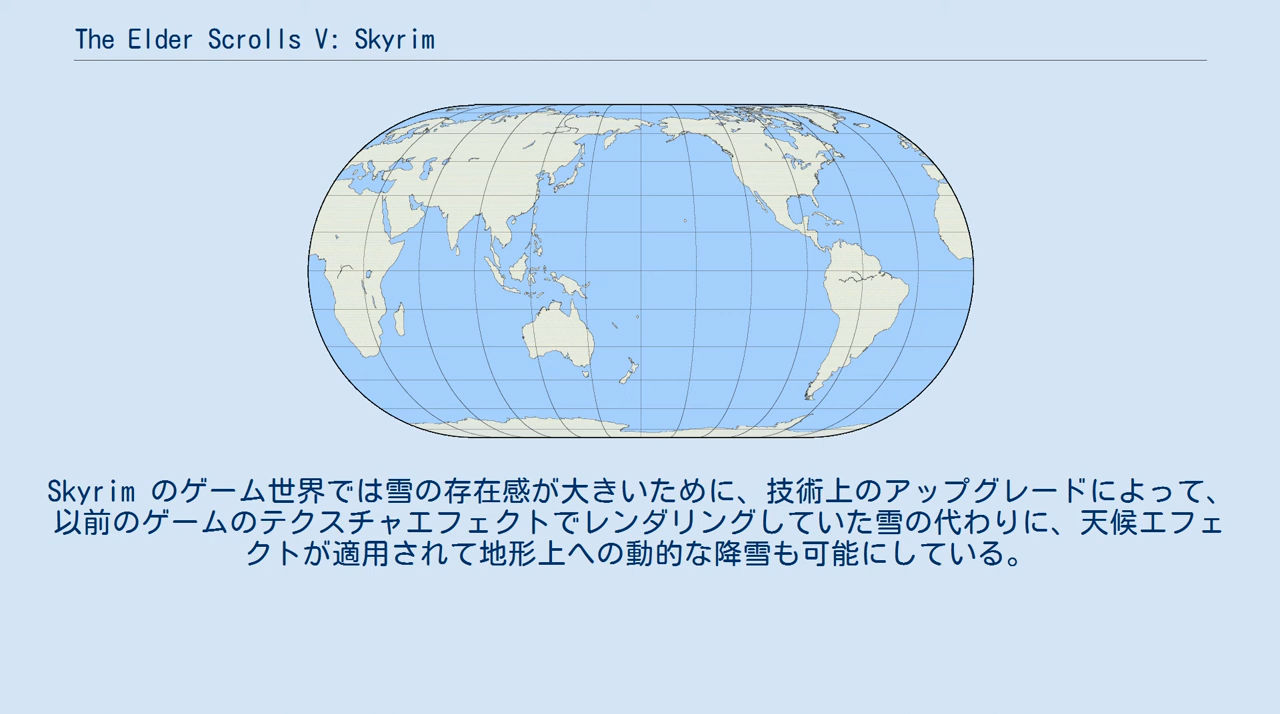 The Elder Scrolls V: Skyrim
Skyrim のゲーム世界では雪の存在感が大きいために、技術上のアップグレードによって、
以前のゲームのテクスチャエフェクトでレンダリングしていた雪の代わりに、天候エフェ
クトが適用されて地形上への動的な降雪も可能にしている。